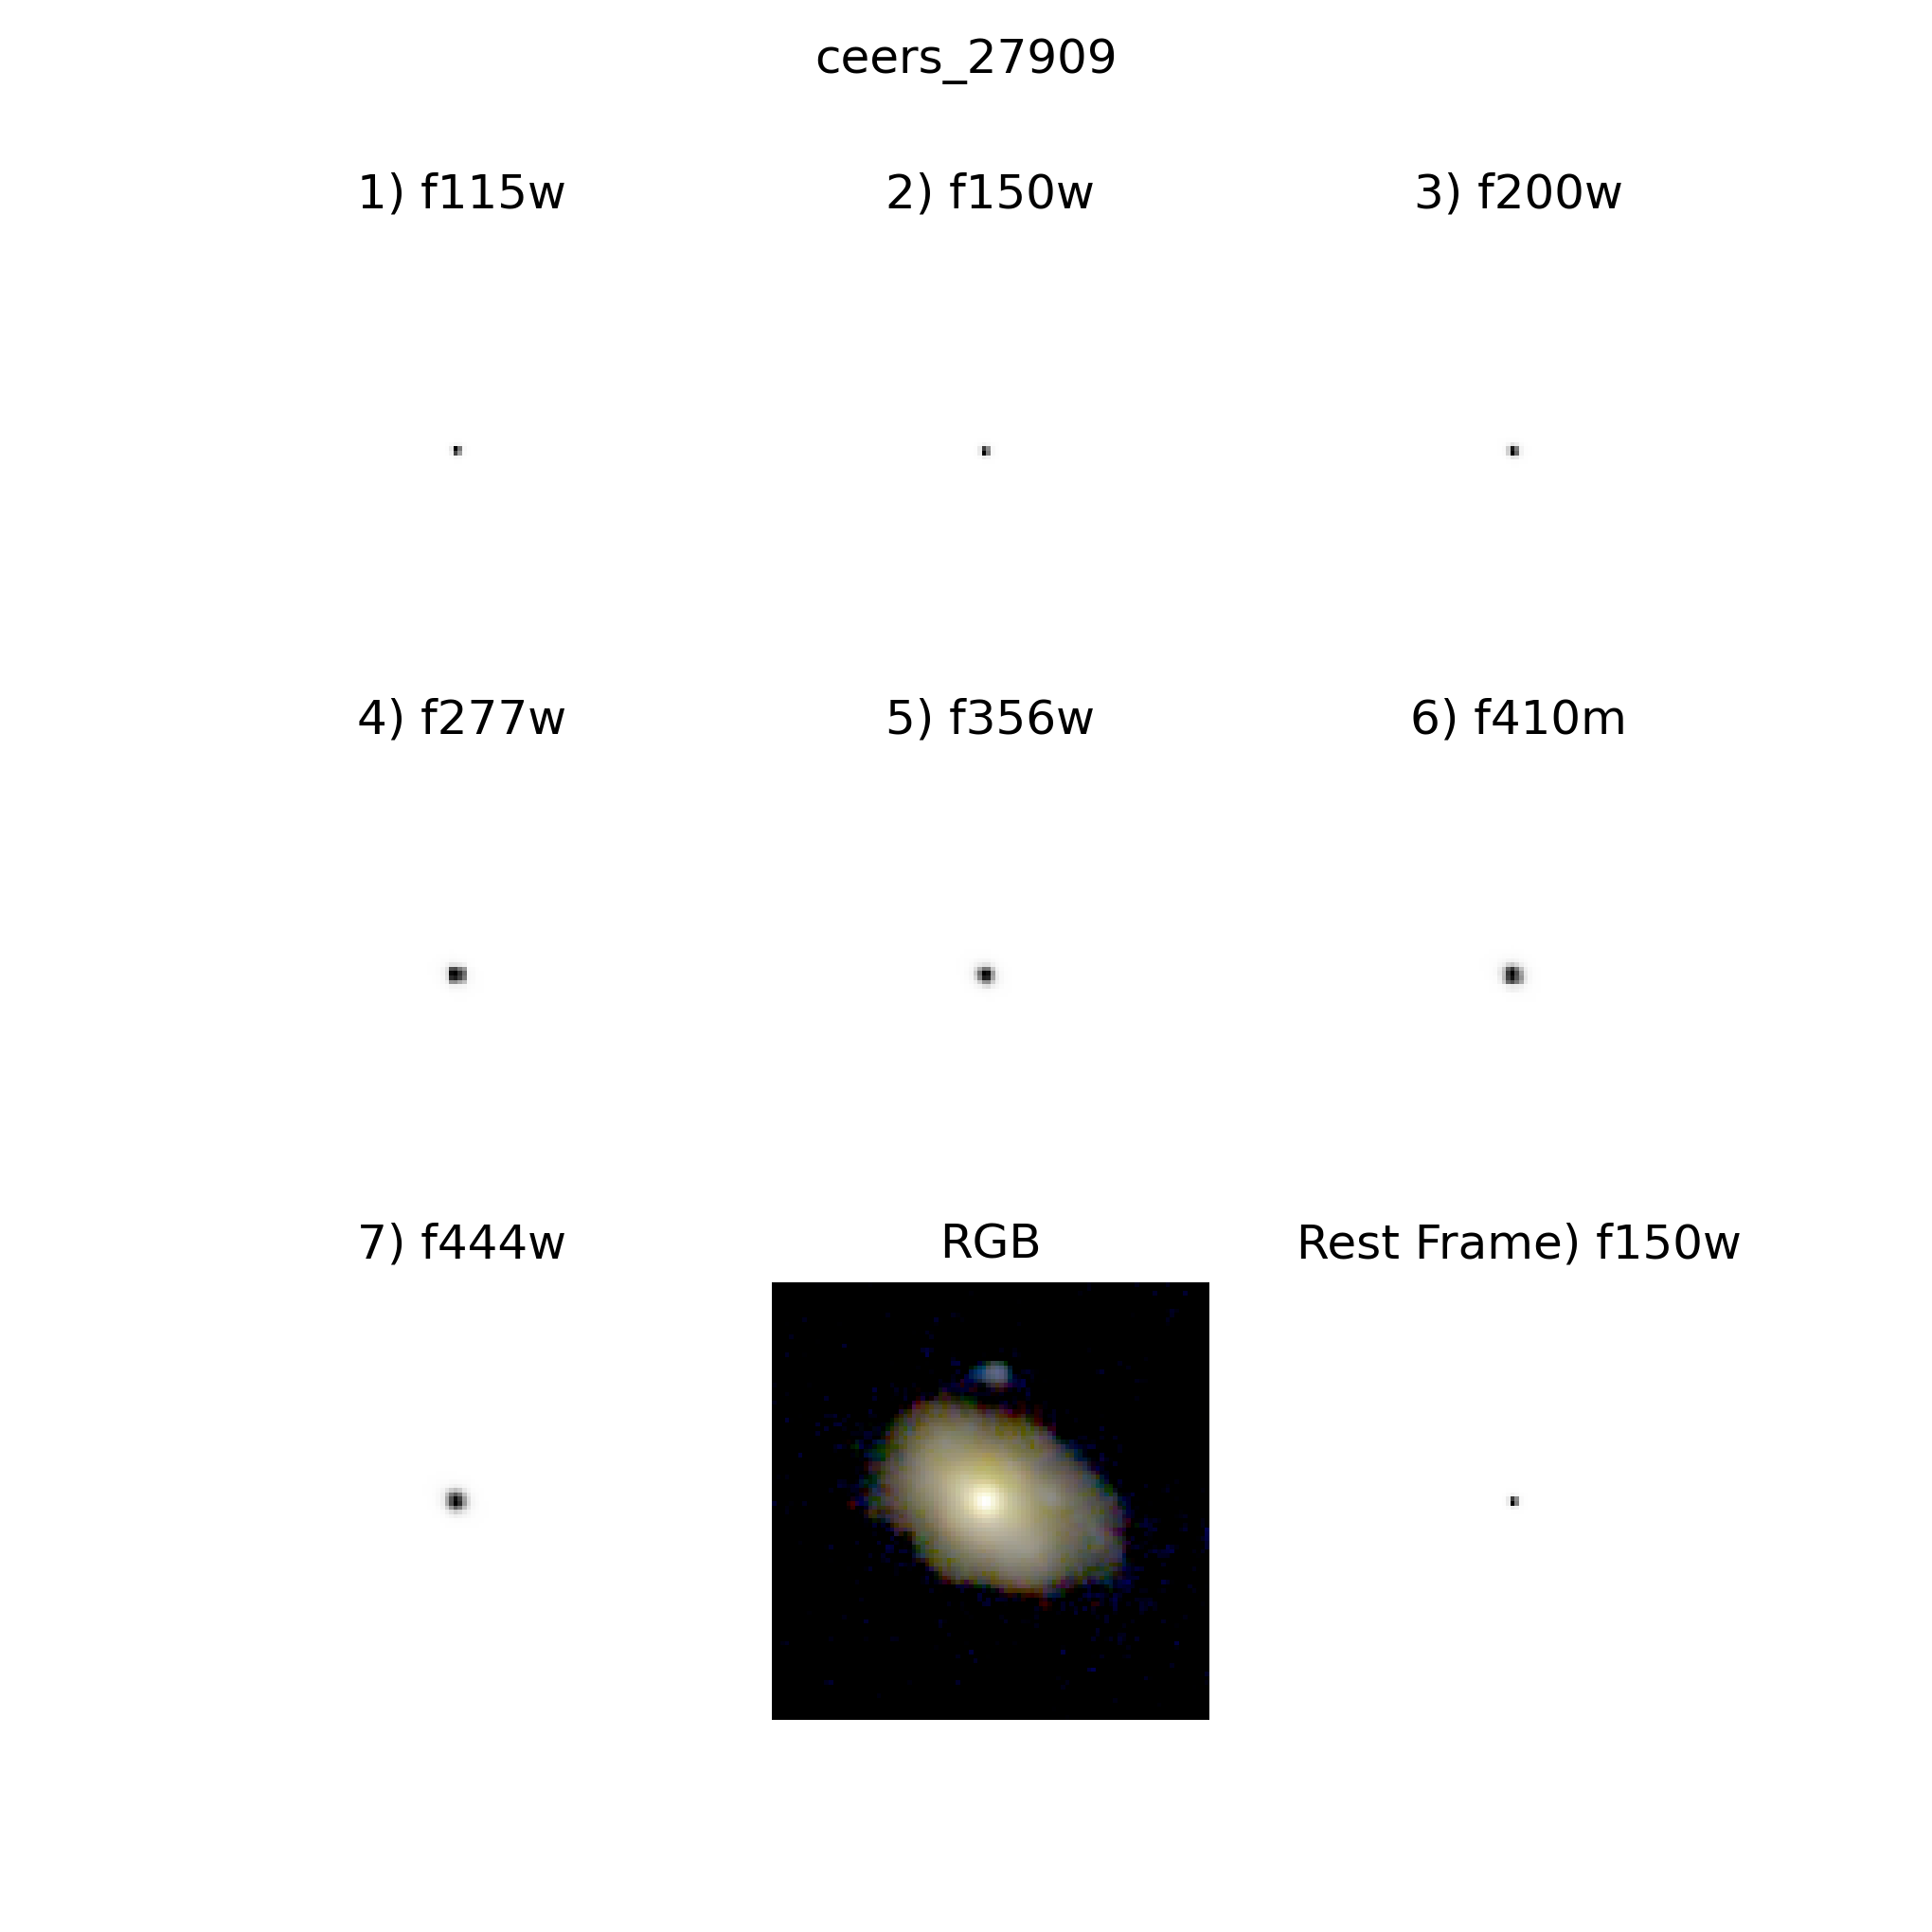 ceers_27909
1) f115w
2) f150w
3) f200w
4) f277w
5) f356w
6) f410m
7) f444w
RGB
Rest Frame) f150w